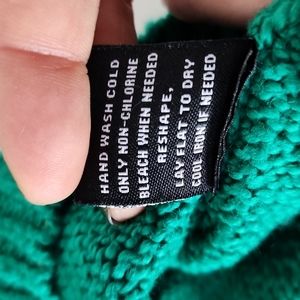 HAND WASH COLD
ONLY NON-CHLORINE
BLEACH WHEN NEEDED
RESHAPE,
LAY FLAT TO DRY
COOL IRON IF NEEDED